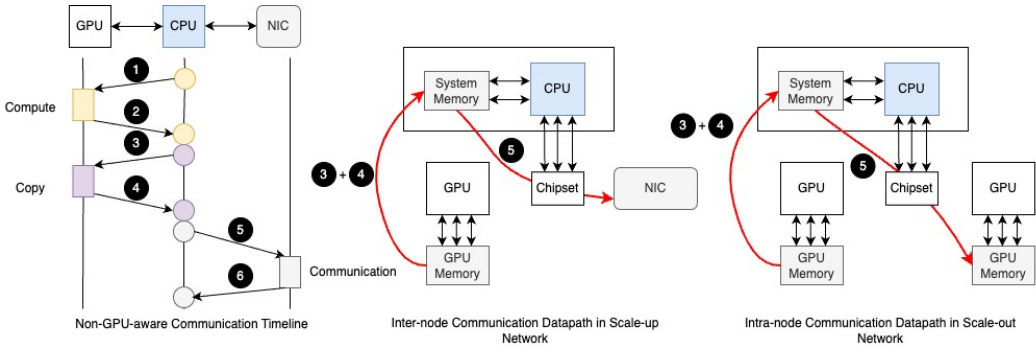 GPU
CPU
NIC
1
Compute
2
3
Copy
4
5
Communication
6
Non-GPU-aware Communication Timeline
System
Memory
CPU
3 + 4
5
GPU
Chipset
NIC
GPU
Memory
Inter-node Communication Datapath in Scale-up
Network
System
Memory
CPU
3 + 4
5
GPU
Chipset
GPU
GPU
Memory
GPU
Memory
Intra-node Communication Datapath in Scale-out
Network